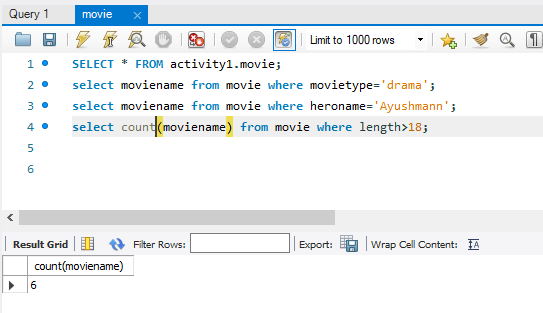 Query 1 movie
Limit to 1000 rows
1 SELECT * FROM activity1.movie;
2 select moviename from movie where movietype='drama';
3 select moviename from movie where heroname='Ayushmann';
4 select count(moviename) from movie where length>18;
5
6
Result Grid Filter Rows: Export: Wrap Cell Content:
count(moviename)
6